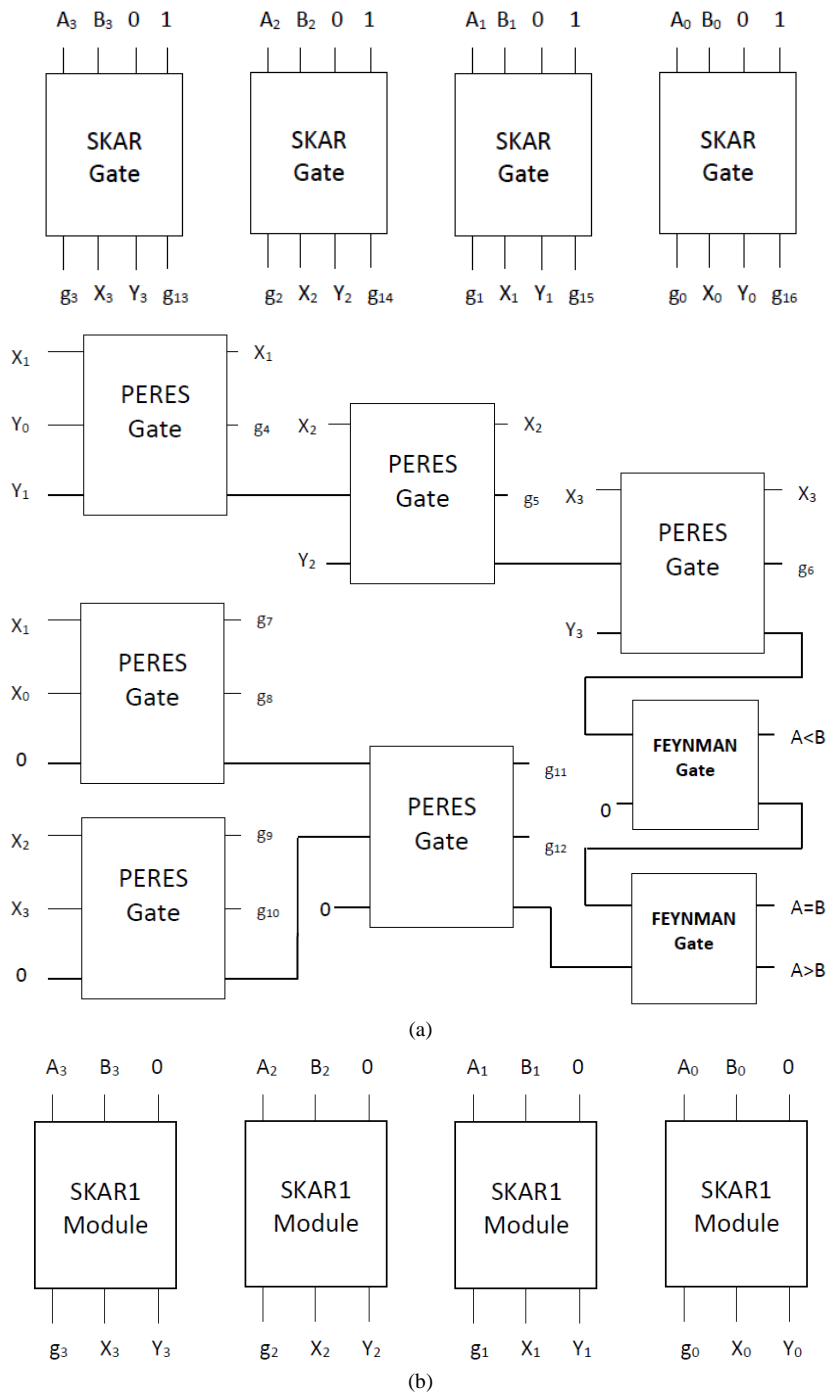 A₃ B₃ 0 1 A₂ B₂ 0 1 A₁ B₁ 0 1 A₀ B₀ 0 1
SKAR Gate SKAR Gate SKAR Gate SKAR Gate
g₃ X₃ Y₃ g₁₃ g₂ X₂ Y₂ g₁₄ g₁ X₁ Y₁ g₁₅ g₀ X₀ Y₀ g₁₆
X₁
Y₀
Y₁
PERES
Gate
X₁
g₄
X₂
Y₂
PERES
Gate
X₂
g₅
X₃
Y₃
PERES
Gate
X₃
g₆
X₁
X₀
0
PERES
Gate
g₇
g₈
X₂
X₃
0
PERES
Gate
g₉
g₁₀
0
PERES
Gate
g₁₁
g₁₂
0
FEYNMAN
Gate
A<B
FEYNMAN
Gate
A=B
A>B
(a)
A₃ B₃ 0 A₂ B₂ 0 A₁ B₁ 0 A₀ B₀ 0
SKAR1 SKAR1 SKAR1 SKAR1
Module Module Module Module
g₃ X₃ Y₃ g₂ X₂ Y₂ g₁ X₁ Y₁ g₀ X₀ Y₀
(b)